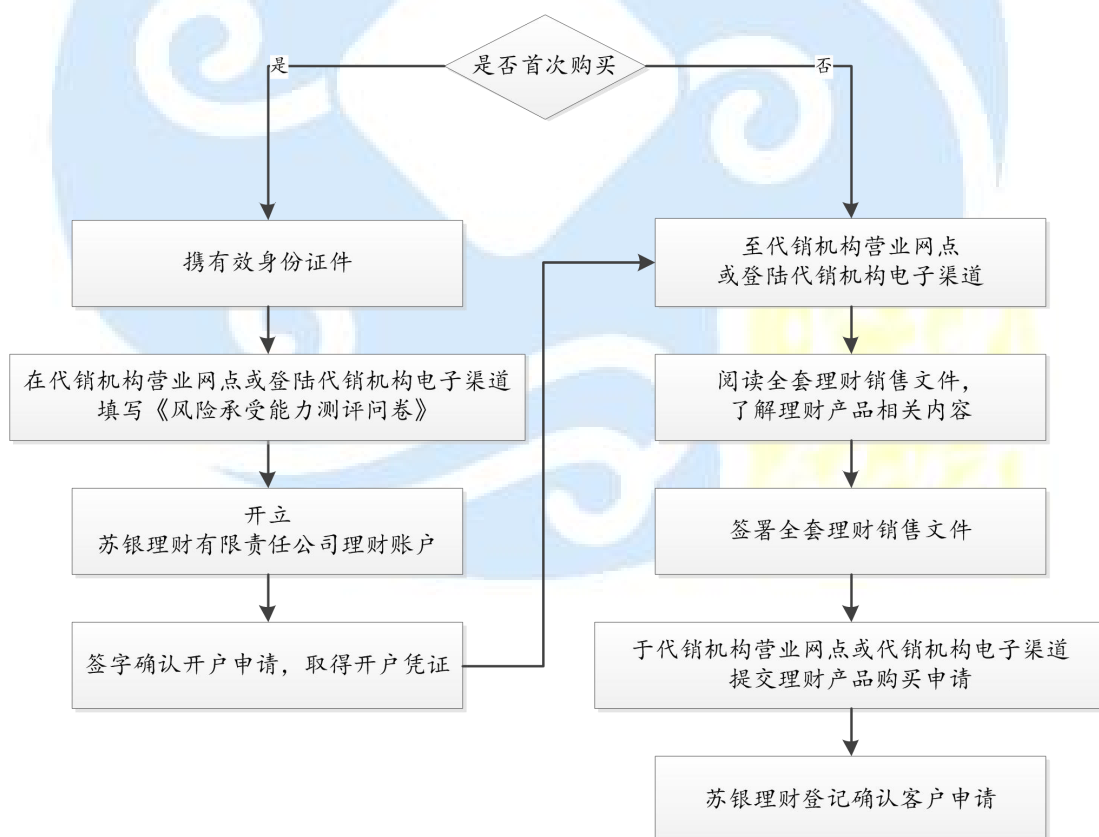 是否首次购买
是
否
携有效身份证件
在代销机构营业网点或登陆代销机构电子渠道
填写《风险承受能力测评问卷》
开立
苏银理财有限责任公司理财账户
签字确认开户申请，取得开户凭证
至代销机构营业网点
或登陆代销机构电子渠道
阅读全套理财销售文件，
了解理财产品相关内容
签署全套理财销售文件
于代销机构营业网点或代销机构电子渠道
提交理财产品购买申请
苏银理财登记确认客户申请